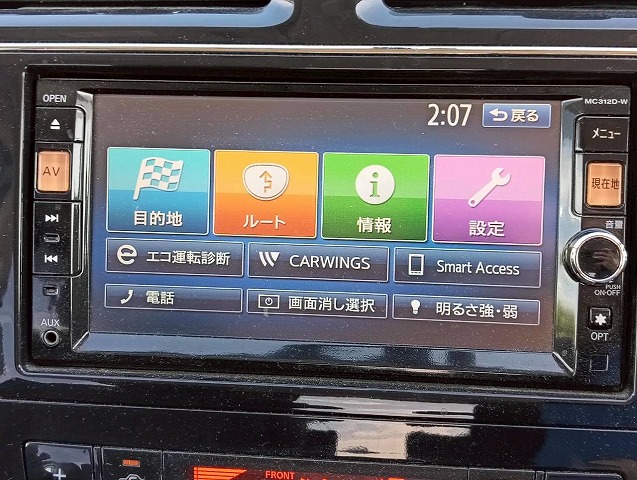 OPEN
MC312D-W
2:07
戻る
メニュー
AV
現在地
目的地
ルート
情報
設定
音量
エコ運転診断
CARWINGS
Smart Access
PUSH
ON-OFF
電話
画面消し選択
明るさ強・弱
AUX
OPT
FRONT